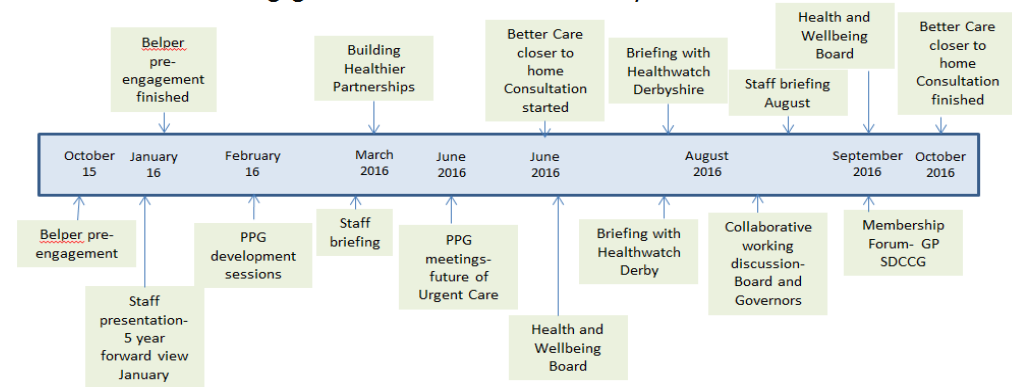 Belper
pre-
engagement
finished
Building
Healthier
Partnerships
Better Care
closer to
home
Consultation
started
Briefing with
Healthwatch
Derbyshire
Staff briefing
August
Health and
Wellbeing
Board
Better Care
closer to
home
Consultation
finished
October
15
January
16
February
16
March
2016
June
2016
June
2016
August
2016
September
2016
October
2016
Belper pre-
engagement
Staff
presentation-
5 year
forward view
January
PPG
development
sessions
Staff
briefing
PPG
meetings-
future of
Urgent Care
Health and
Wellbeing
Board
Briefing with
Healthwatch
Derby
Collaborative
working
discussion-
Board and
Governors
Membership
Forum- GP
SDCCG